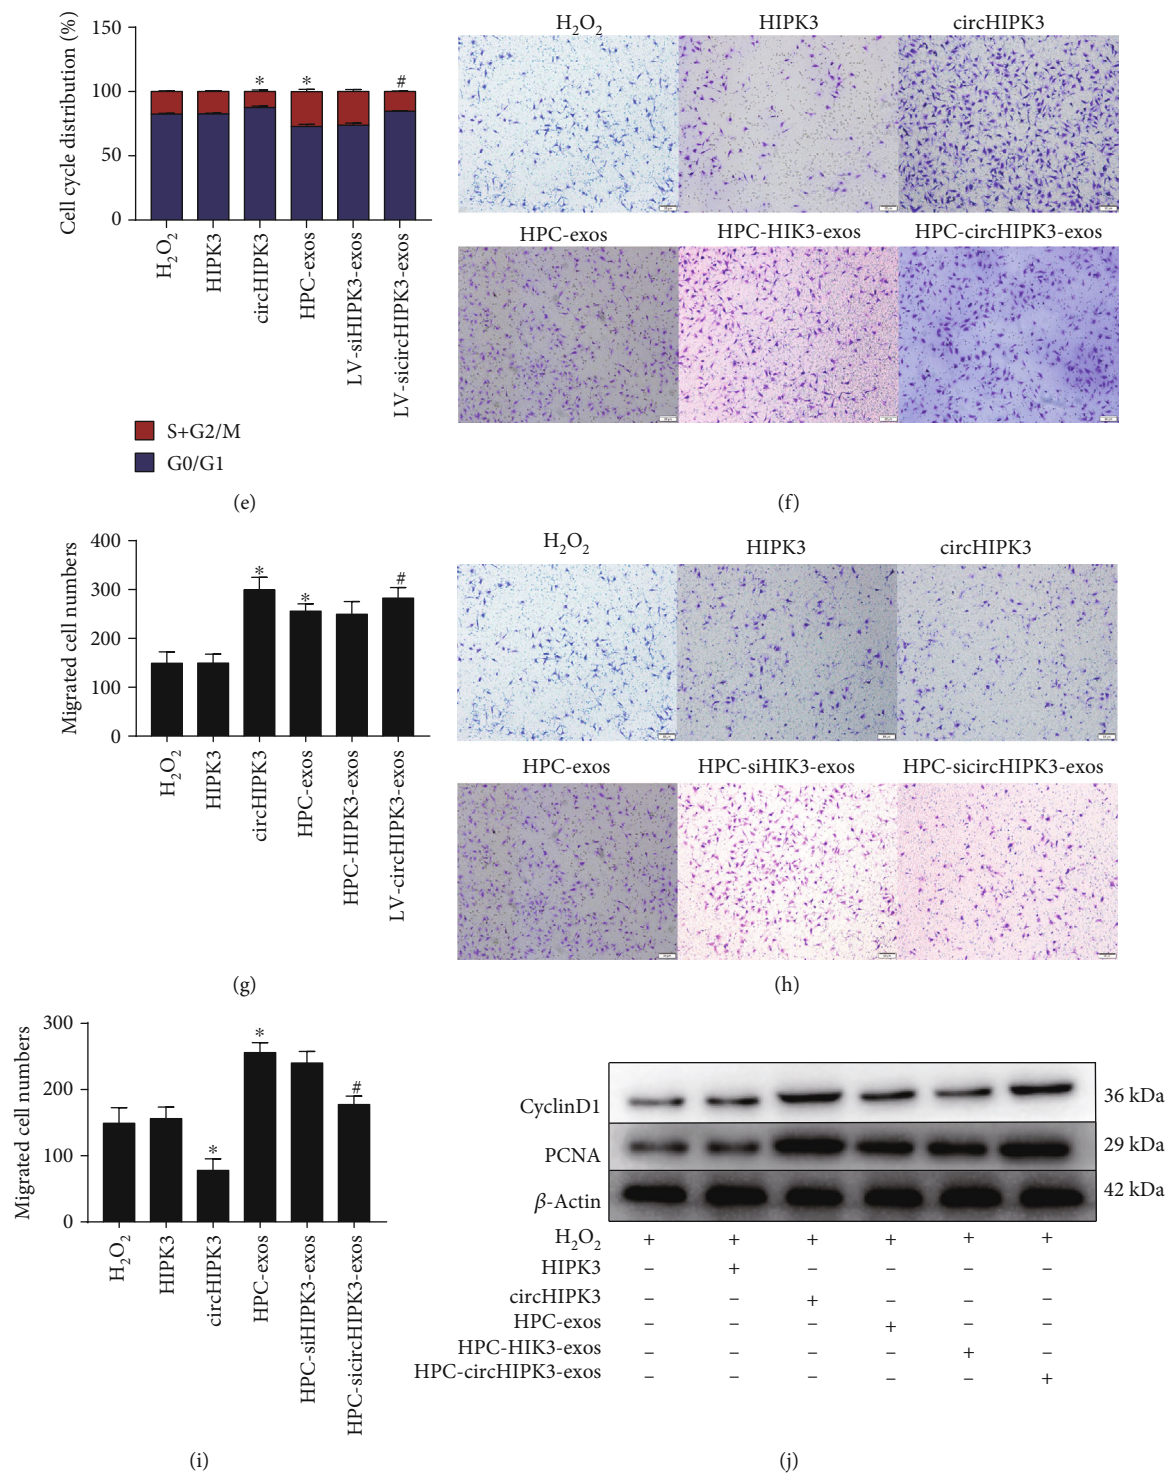 Cell cycle distribution (%)
150
100
50
0
* * #
H₂O₂
HIPK3
circHIPK3
HPC-exos
LV-siHIPK3-exos
LV-sicircHIPK3-exos
S+G2/M
G0/G1
(e)
H₂O₂ HIPK3 circHIPK3
HPC-exos HPC-HIK3-exos HPC-circHIPK3-exos
(f)
Migrated cell numbers
400
300
200
100
0
* * #
H₂O₂
HIPK3
circHIPK3
HPC-exos
HPC-HIPK3-exos
LV-circHIPK3-exos
(g)
H₂O₂ HIPK3 circHIPK3
HPC-exos HPC-siHIK3-exos HPC-sicircHIPK3-exos
(h)
Migrated cell numbers
300
200
100
0
* * #
H₂O₂
HIPK3
circHIPK3
HPC-exos
HPC-siHIPK3-exos
HPC-sicircHIPK3-exos
(i)
CyclinD1 36 kDa
PCNA 29 kDa
β-Actin 42 kDa
H₂O₂ + + + + + +
HIPK3 – + – – – –
circHIPK3 – – + – – –
HPC-exos – – – + – –
HPC-HIK3-exos – – – – + –
HPC-circHIPK3-exos – – – – – +
(j)